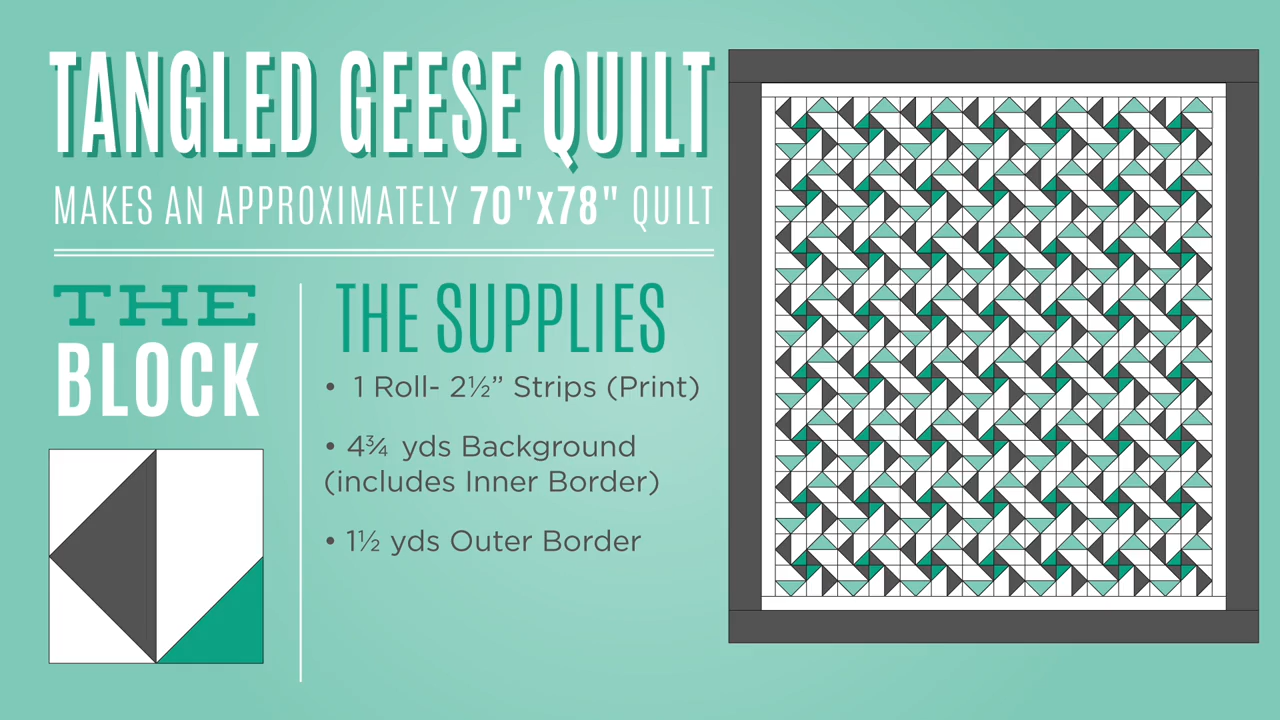 TANGLED GEESE QUILT
MAKES AN APPROXIMATELY 70"x78" QUILT
THE
BLOCK
THE SUPPLIES
• 1 Roll- 2½” Strips (Print)
• 4¾ yds Background
(includes Inner Border)
• 1½ yds Outer Border